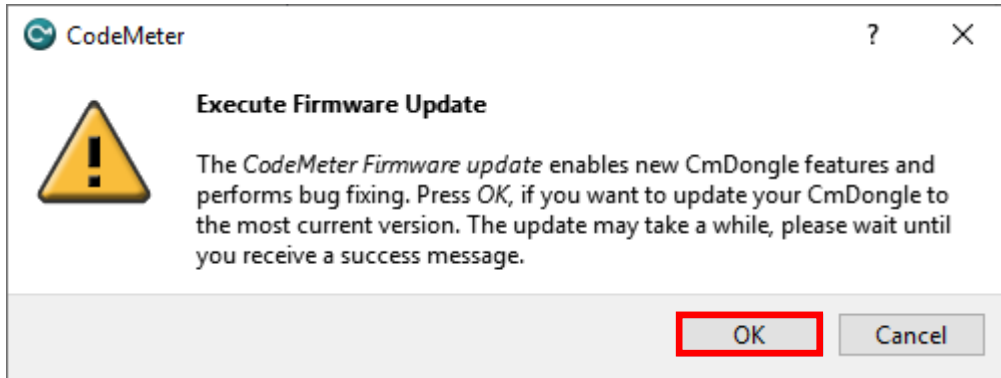 CodeMeter
?
Execute Firmware Update
The CodeMeter Firmware update enables new CmDongle features and
performs bug fixing. Press OK, if you want to update your CmDongle to
the most current version. The update may take a while, please wait until
you receive a success message.
OK
Cancel